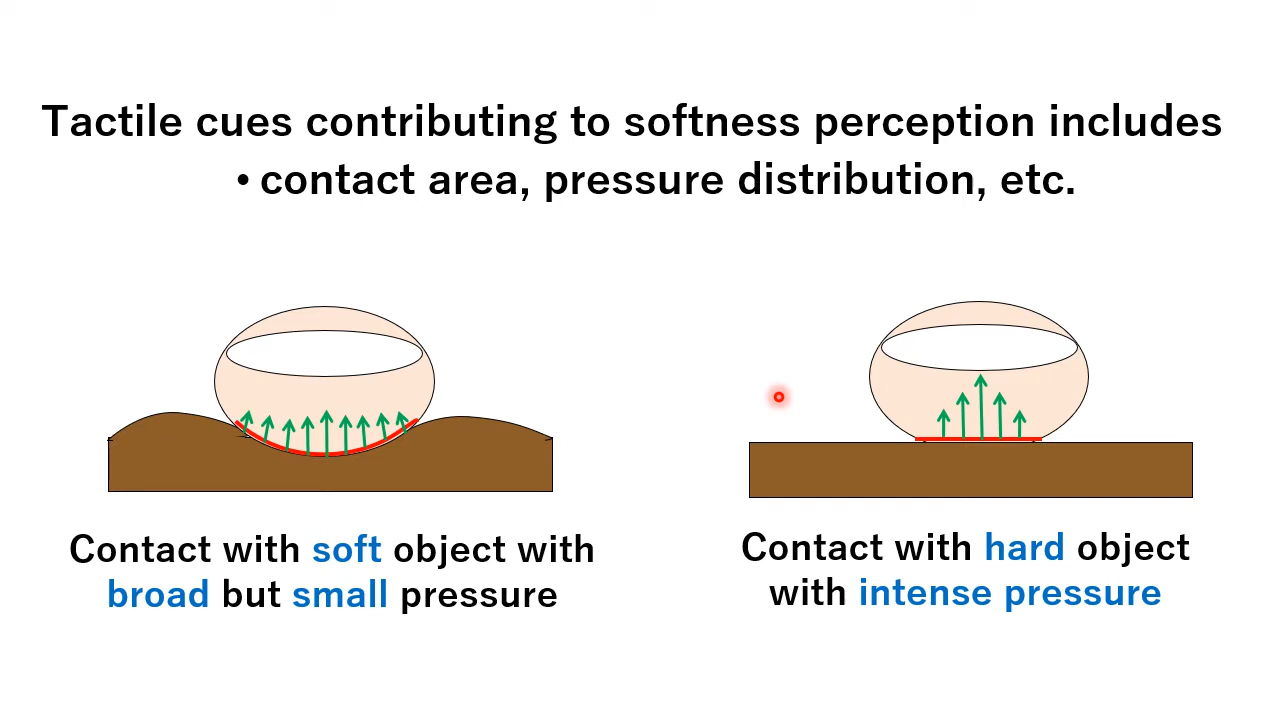 Tactile cues contributing to softness perception includes
• contact area, pressure distribution, etc.
Contact with soft object with
broad but small pressure
Contact with hard object
with intense pressure